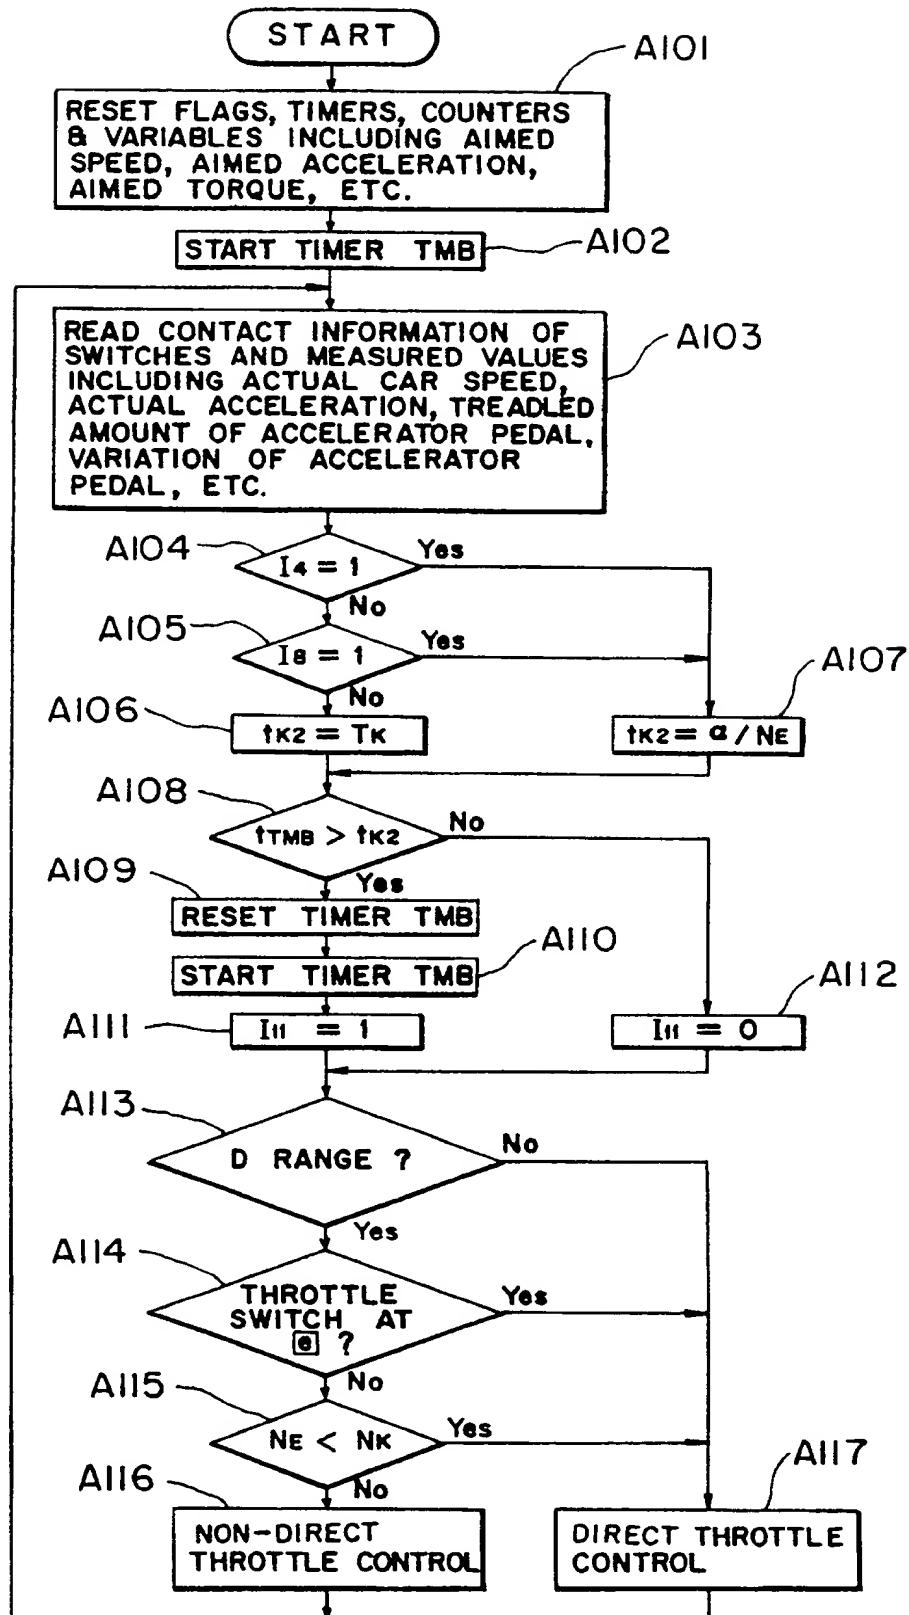 START
A101
RESET FLAGS, TIMERS, COUNTERS
& VARIABLES INCLUDING AIMED
SPEED, AIMED ACCELERATION,
AIMED TORQUE, ETC.
START TIMER TMB
A102
READ CONTACT INFORMATION OF
SWITCHES AND MEASURED VALUES
INCLUDING ACTUAL CAR SPEED,
ACTUAL ACCELERATION, TREADLED
AMOUNT OF ACCELERATOR PEDAL,
VARIATION OF ACCELERATOR
PEDAL, ETC.
A103
A104
I4 = 1
Yes
No
A105
I8 = 1
Yes
No
A106
tK2 = TK
A107
tK2 = α / NE
A108
tTMB > tK2
No
Yes
A109
RESET TIMER TMB
A110
START TIMER TMB
A111
I11 = 1
A112
I11 = 0
A113
D RANGE ?
No
Yes
A114
THROTTLE
SWITCH AT
e ?
Yes
No
A115
NE < NK
Yes
No
A116
NON-DIRECT
THROTTLE CONTROL
A117
DIRECT THROTTLE
CONTROL